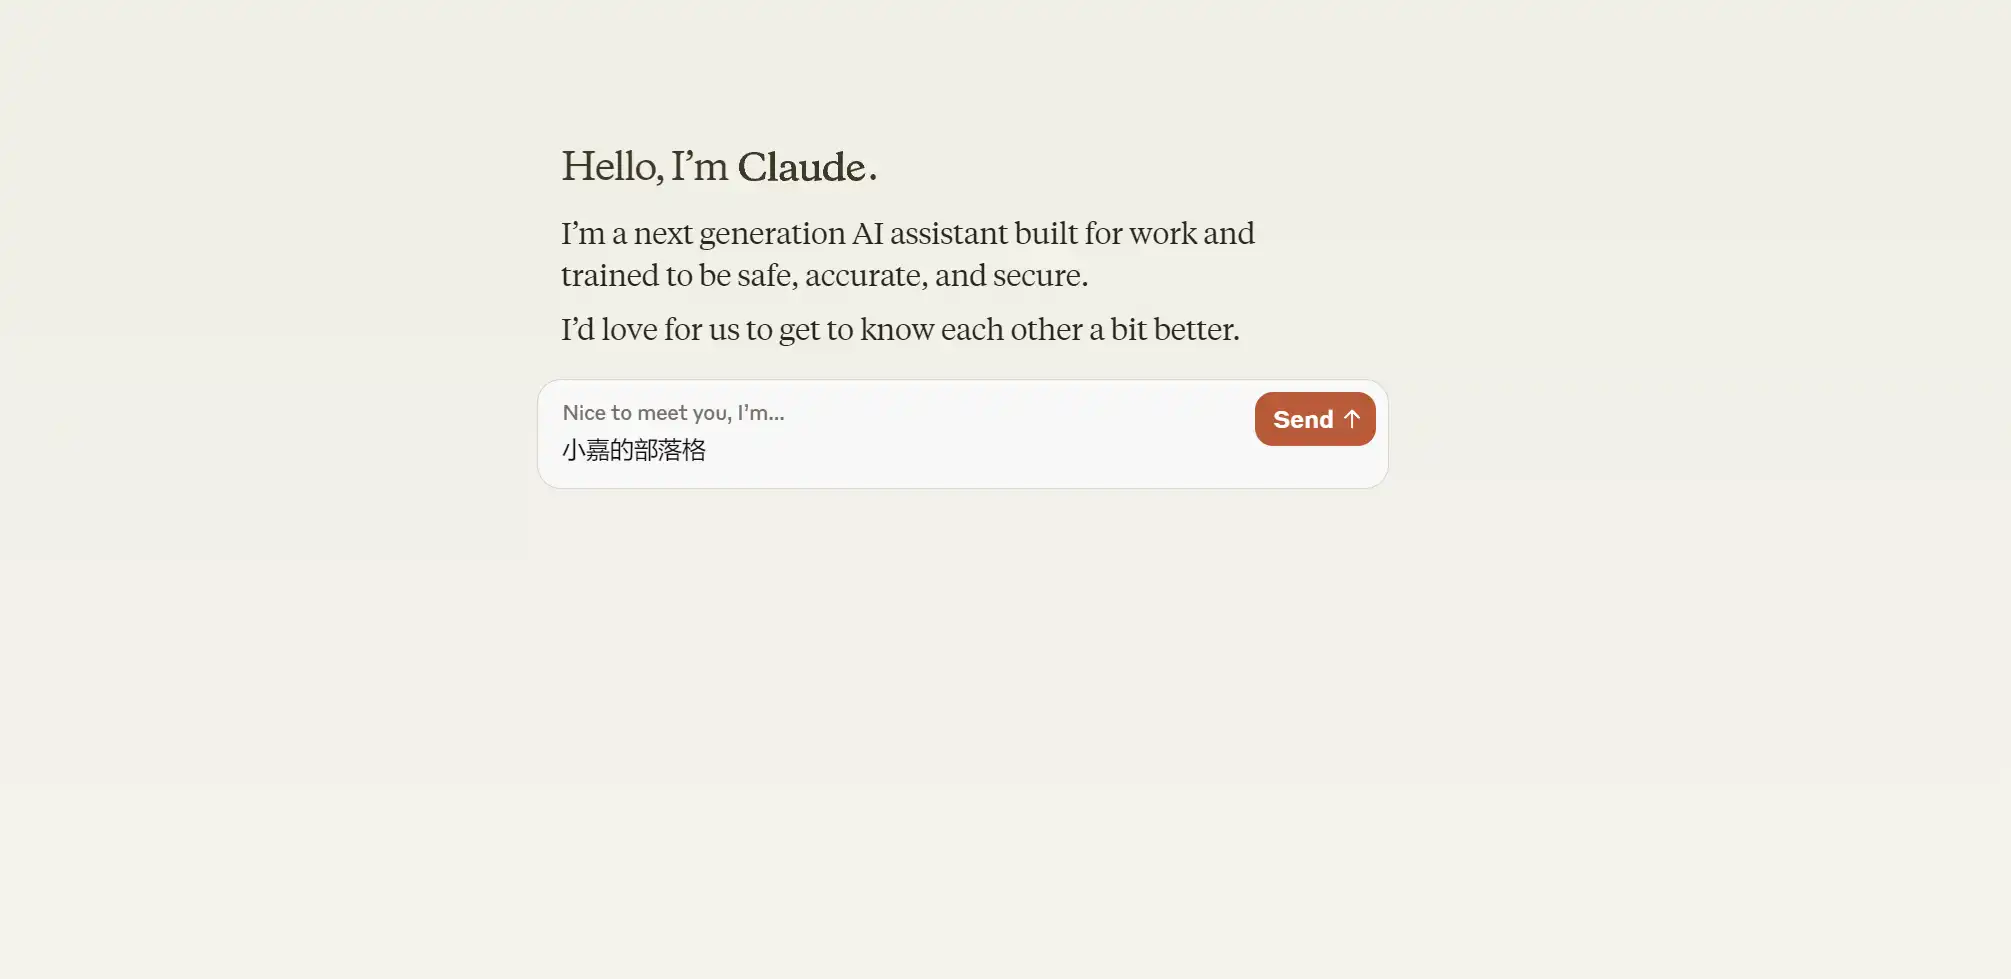 Hello, I’m Claude.
I’m a next generation AI assistant built for work and
trained to be safe, accurate, and secure.
I’d love for us to get to know each other a bit better.
Nice to meet you, I’m...
小嘉的部落格
Send ↑